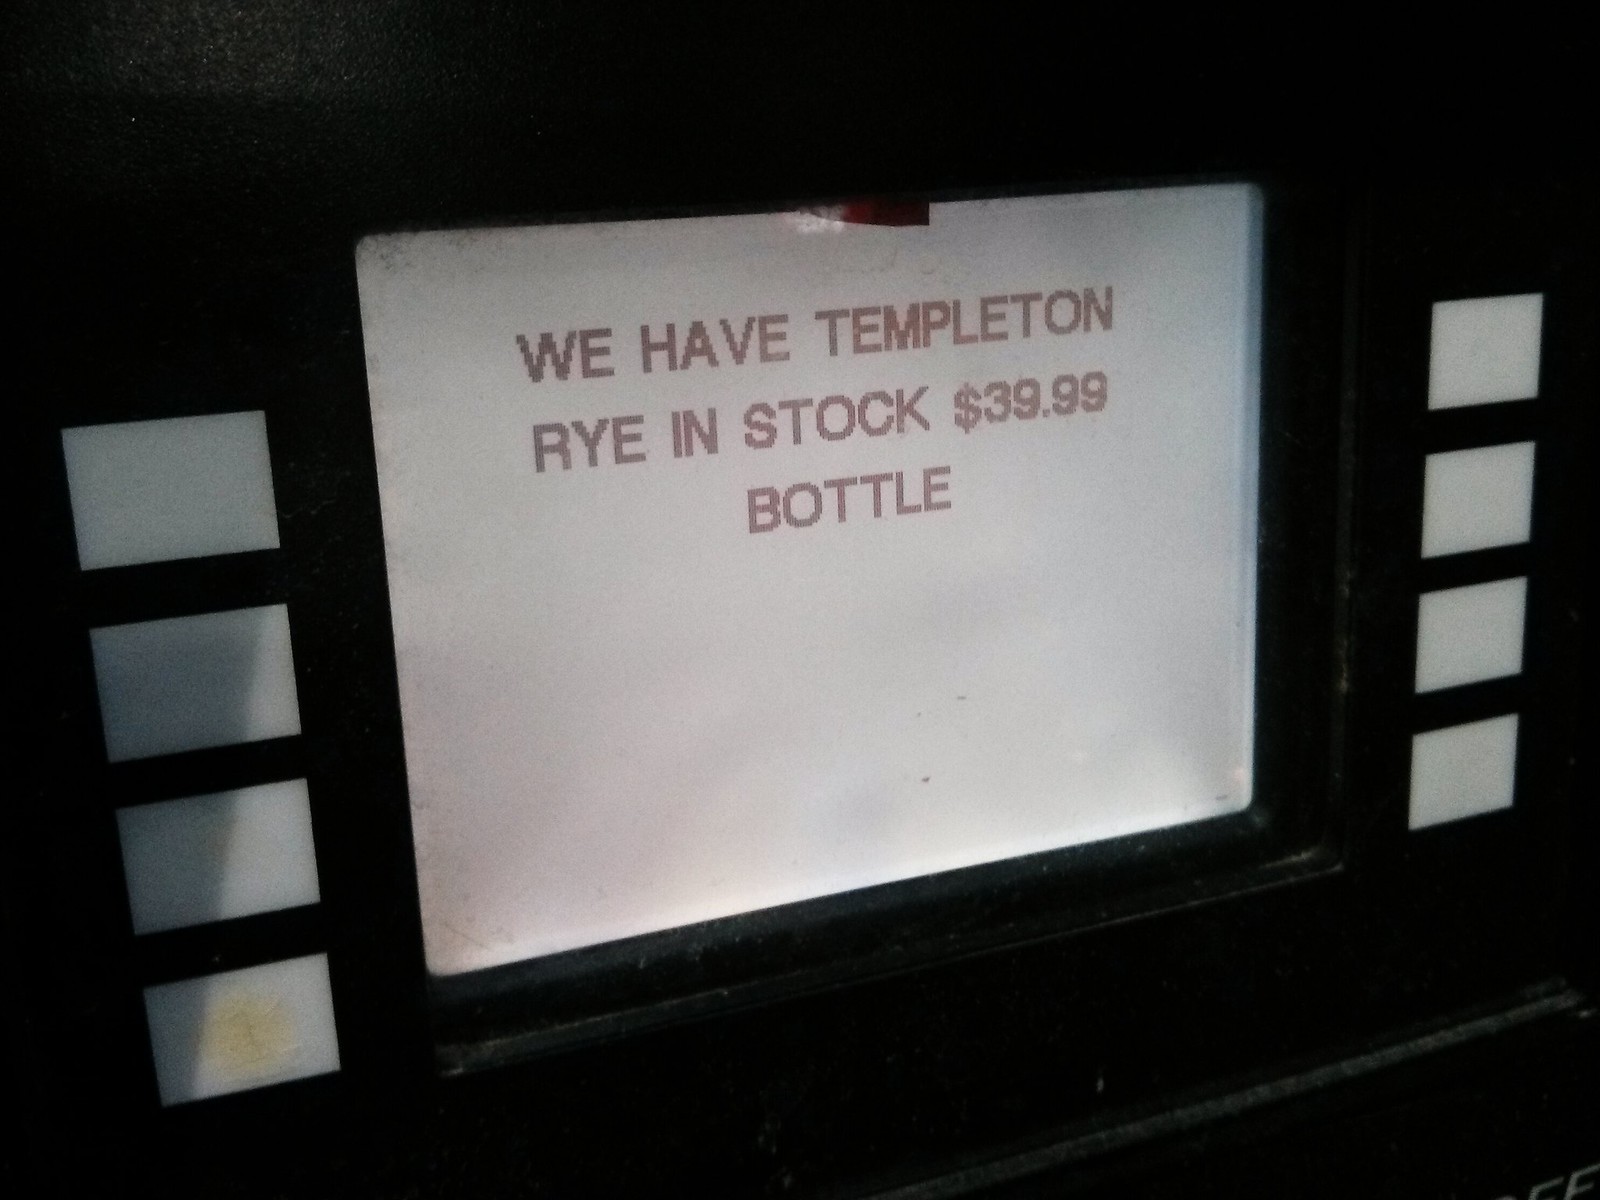 WE HAVE TEMPLETON
RYE IN STOCK $39.99
BOTTLE